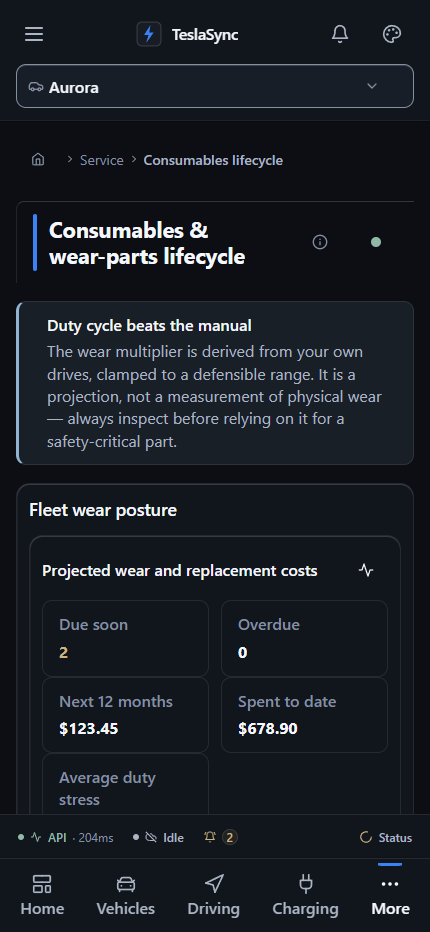 TeslaSync
Aurora
Service > Consumables lifecycle
Consumables &
wear-parts lifecycle
Duty cycle beats the manual
The wear multiplier is derived from your own
drives, clamped to a defensible range. It is a
projection, not a measurement of physical wear
— always inspect before relying on it for a
safety-critical part.
Fleet wear posture
Projected wear and replacement costs
Due soon
2
Overdue
0
Next 12 months
$123.45
Spent to date
$678.90
Average duty
stress
API · 204ms
Idle
2
Status
Home
Vehicles
Driving
Charging
More